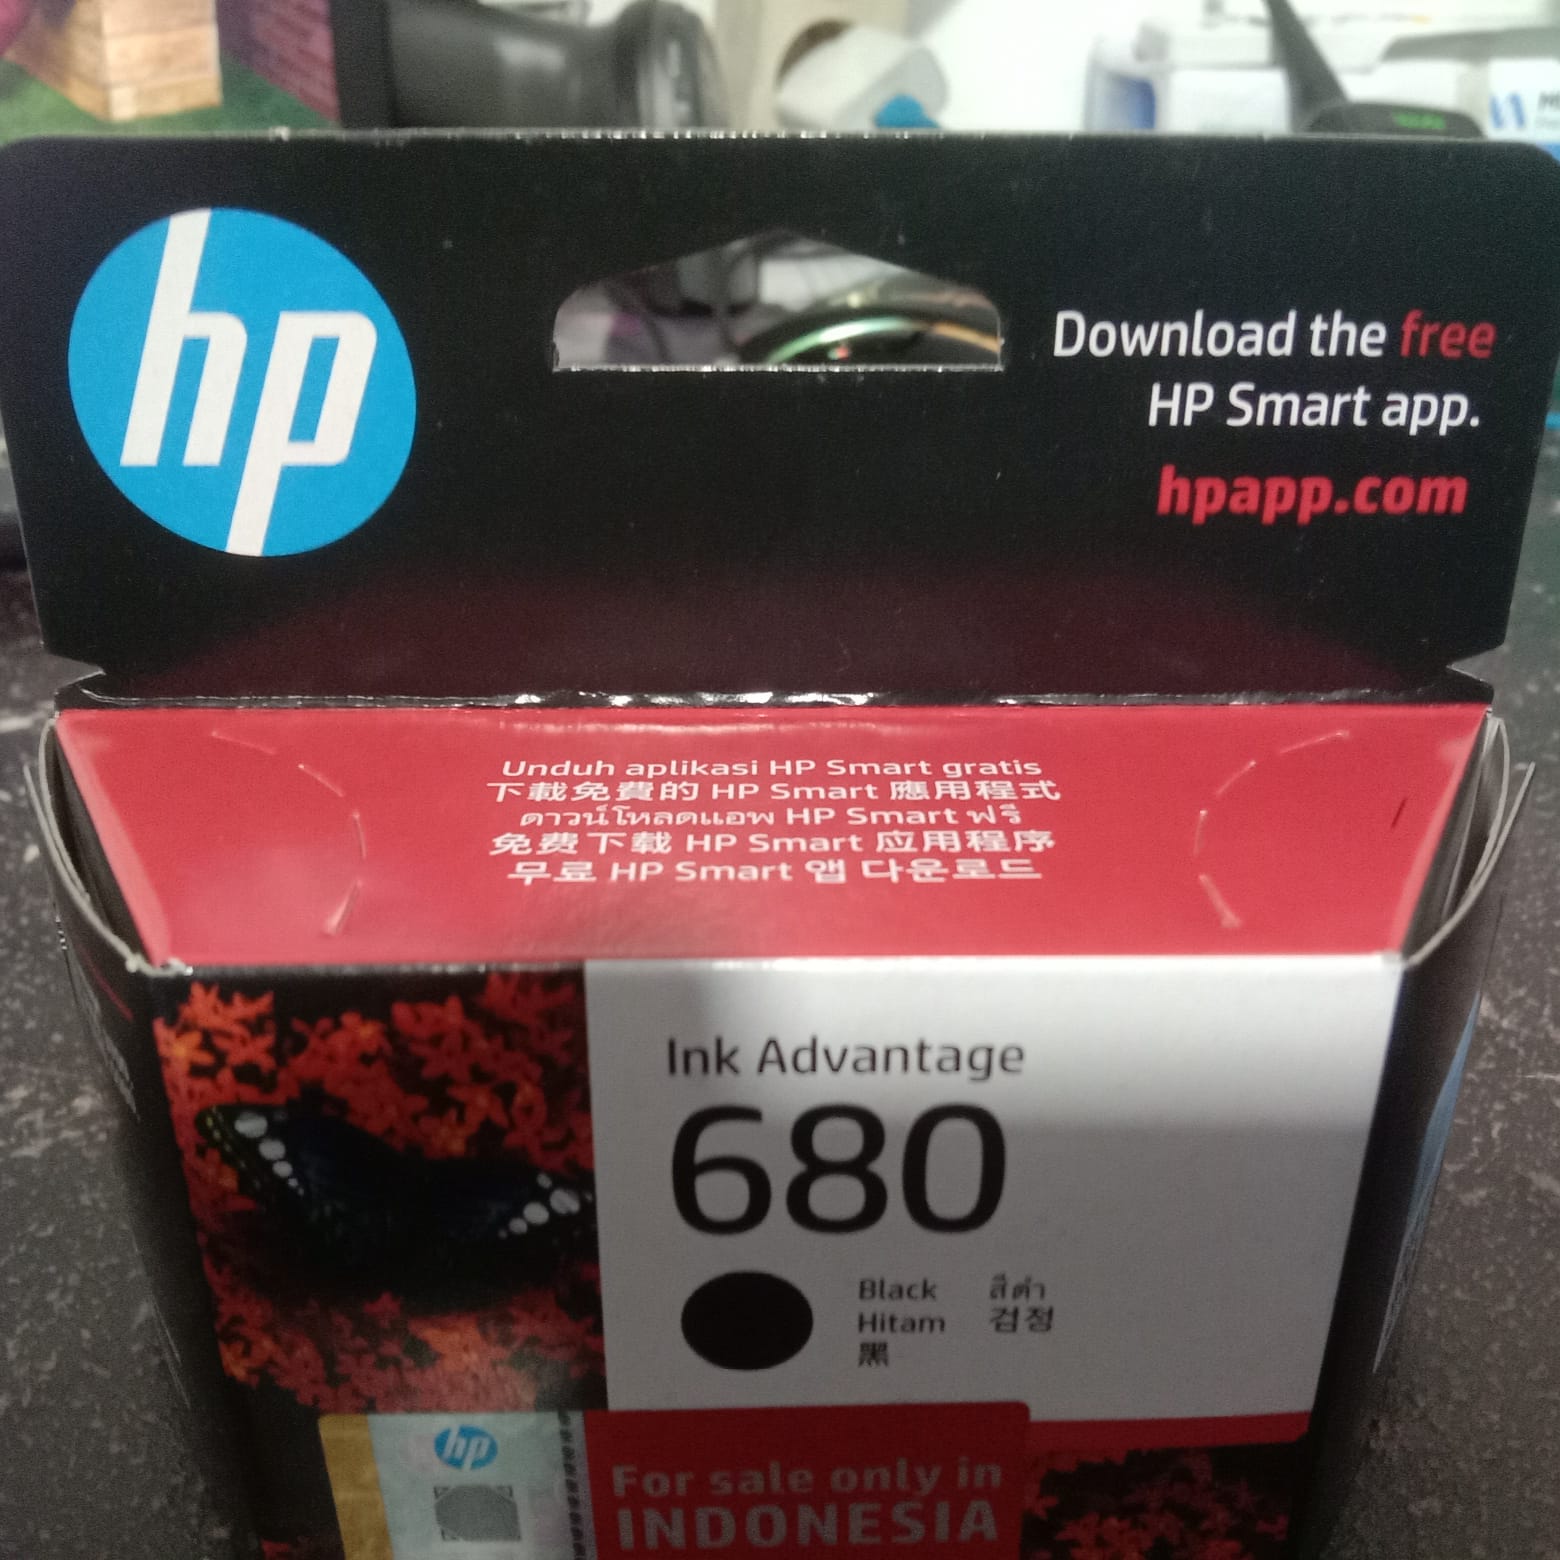 hp
Download the free
HP Smart app.
hpapp.com
Unduh aplikasi HP Smart gratis
下載免費的 HP Smart 應用程式
ดาวน์โหลดแอพ HP Smart ฟรี
免费下载 HP Smart 应用程序
무료 HP Smart 앱 다운로드
Ink Advantage
680
Black สีดำ
Hitam 검정
黑
hp
For sale only in
INDONESIA